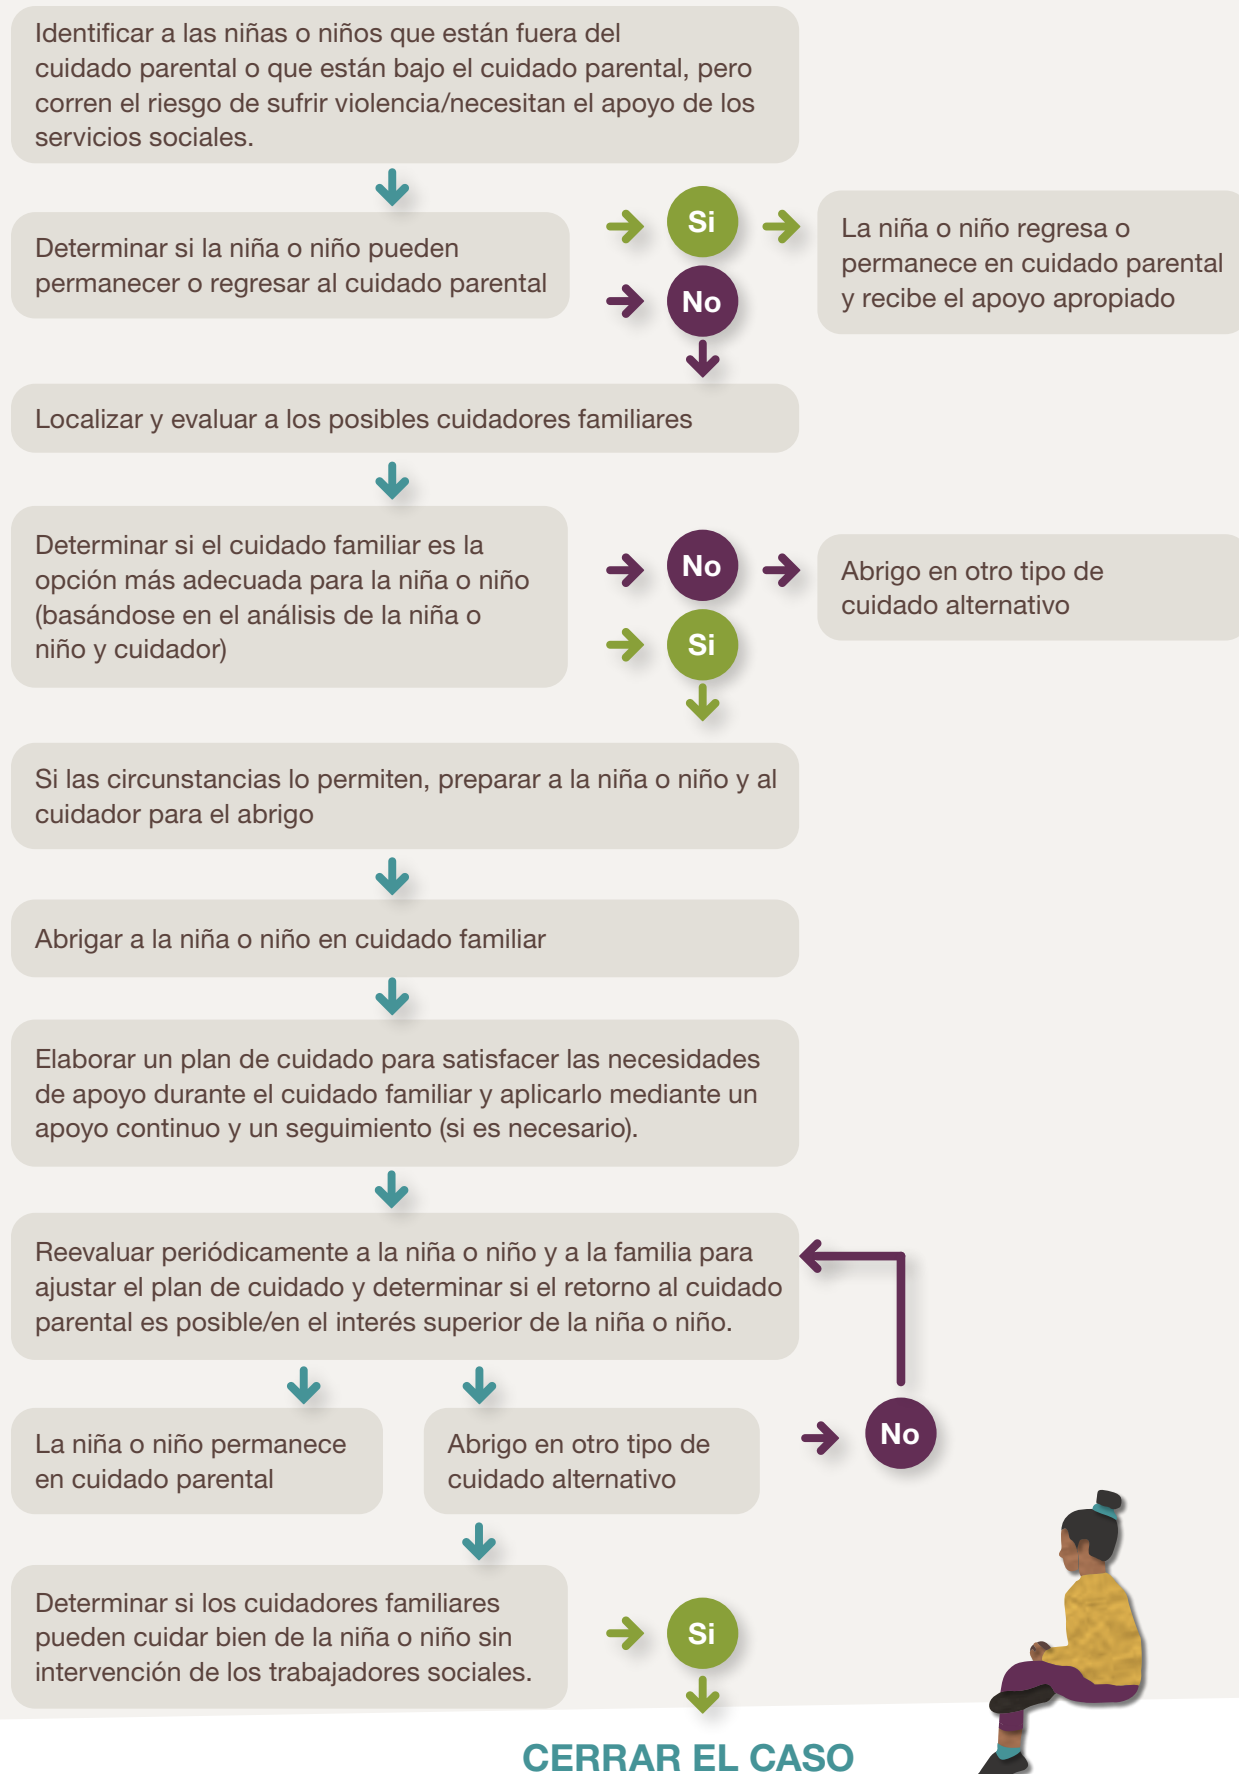 Identificar a las niñas o niños que están fuera del
cuidado parental o que están bajo el cuidado parental, pero
corren el riesgo de sufrir violencia/necesitan el apoyo de los
servicios sociales.
Determinar si la niña o niño pueden
permanecer o regresar al cuidado parental
Si
No
La niña o niño regresa o
permanece en cuidado parental
y recibe el apoyo apropiado
Localizar y evaluar a los posibles cuidadores familiares
Determinar si el cuidado familiar es la
opción más adecuada para la niña o niño
(basándose en el análisis de la niña o
niño y cuidador)
No
Si
Abrigo en otro tipo de
cuidado alternativo
Si las circunstancias lo permiten, preparar a la niña o niño y al
cuidador para el abrigo
Abrigar a la niña o niño en cuidado familiar
Elaborar un plan de cuidado para satisfacer las necesidades
de apoyo durante el cuidado familiar y aplicarlo mediante un
apoyo continuo y un seguimiento (si es necesario).
Reevaluar periódicamente a la niña o niño y a la familia para
ajustar el plan de cuidado y determinar si el retorno al cuidado
parental es posible/en el interés superior de la niña o niño.
La niña o niño permanece
en cuidado parental
Abrigo en otro tipo de
cuidado alternativo
No
Determinar si los cuidadores familiares
pueden cuidar bien de la niña o niño sin
intervención de los trabajadores sociales.
Si
CERRAR EL CASO